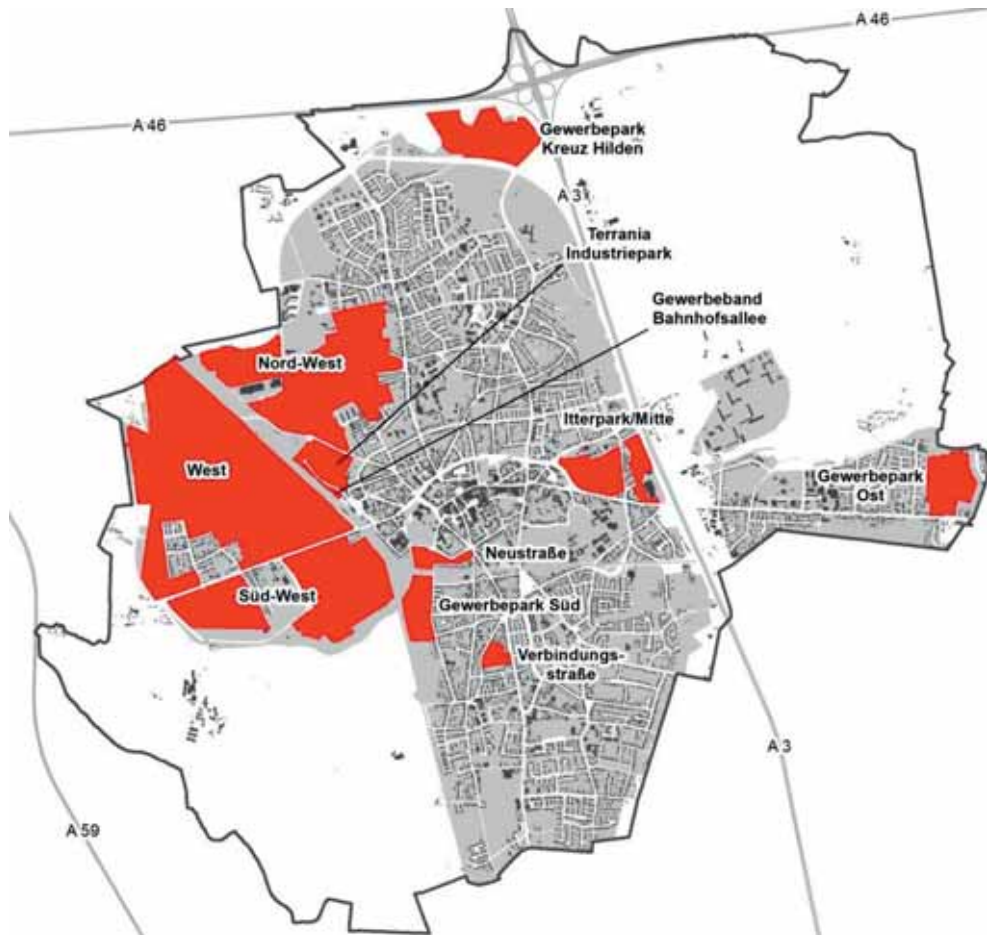 A 46
A 46
Gewerbepark
Kreuz Hilden
A 3
Terrania
Industriepark
Gewerbeband
Bahnhofsallee
Nord-West
Itterpark/Mitte
West
Gewerbepark
Ost
Neustraße
Süd-West
Gewerbepark Süd
Verbindungs-
straße
A 3
A 59